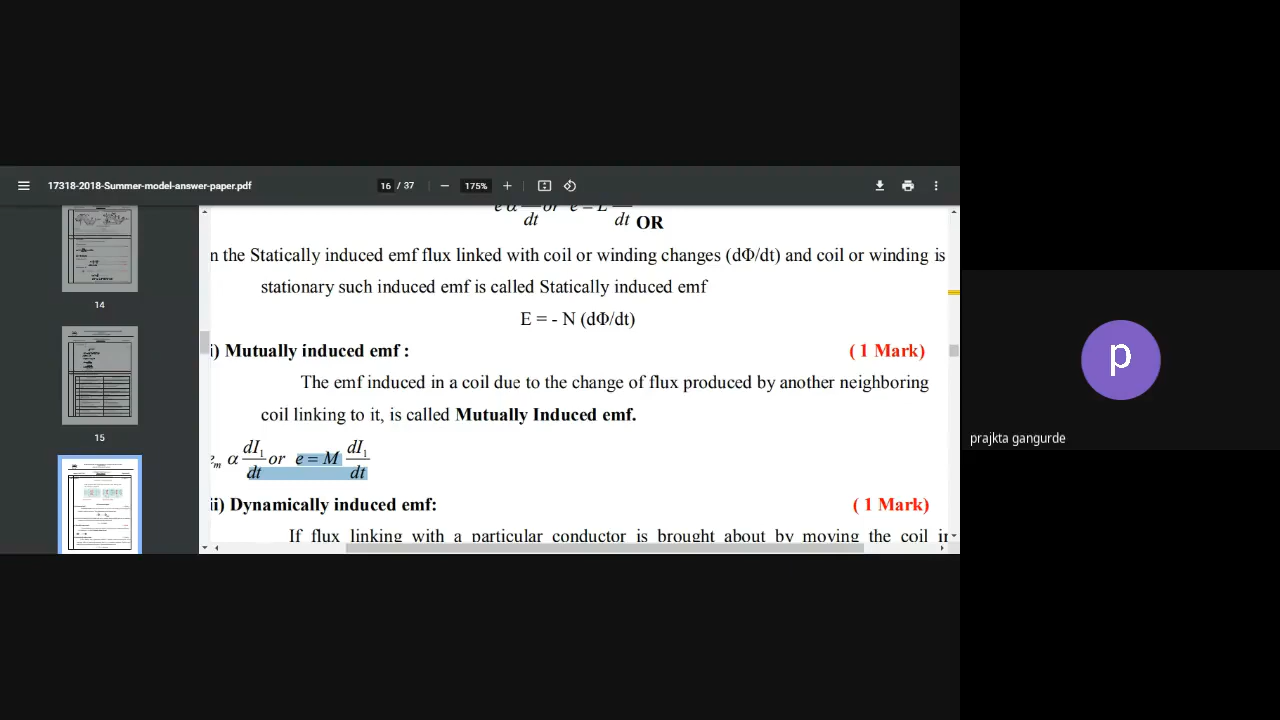 17318-2018-Summer-model-answer-paper.pdf
16 / 37
175%
e α dt or e = L dt OR
n the Statically induced emf flux linked with coil or winding changes (dΦ/dt) and coil or winding is
stationary such induced emf is called Statically induced emf
E = - N (dΦ/dt)
i) Mutually induced emf : ( 1 Mark)
The emf induced in a coil due to the change of flux produced by another neighboring
coil linking to it, is called Mutually Induced emf.
e_m α dI₁/dt or e = M dI₁/dt
ii) Dynamically induced emf: ( 1 Mark)
If flux linking with a particular conductor is brought about by moving the coil in
14
15
p
prajkta gangurde